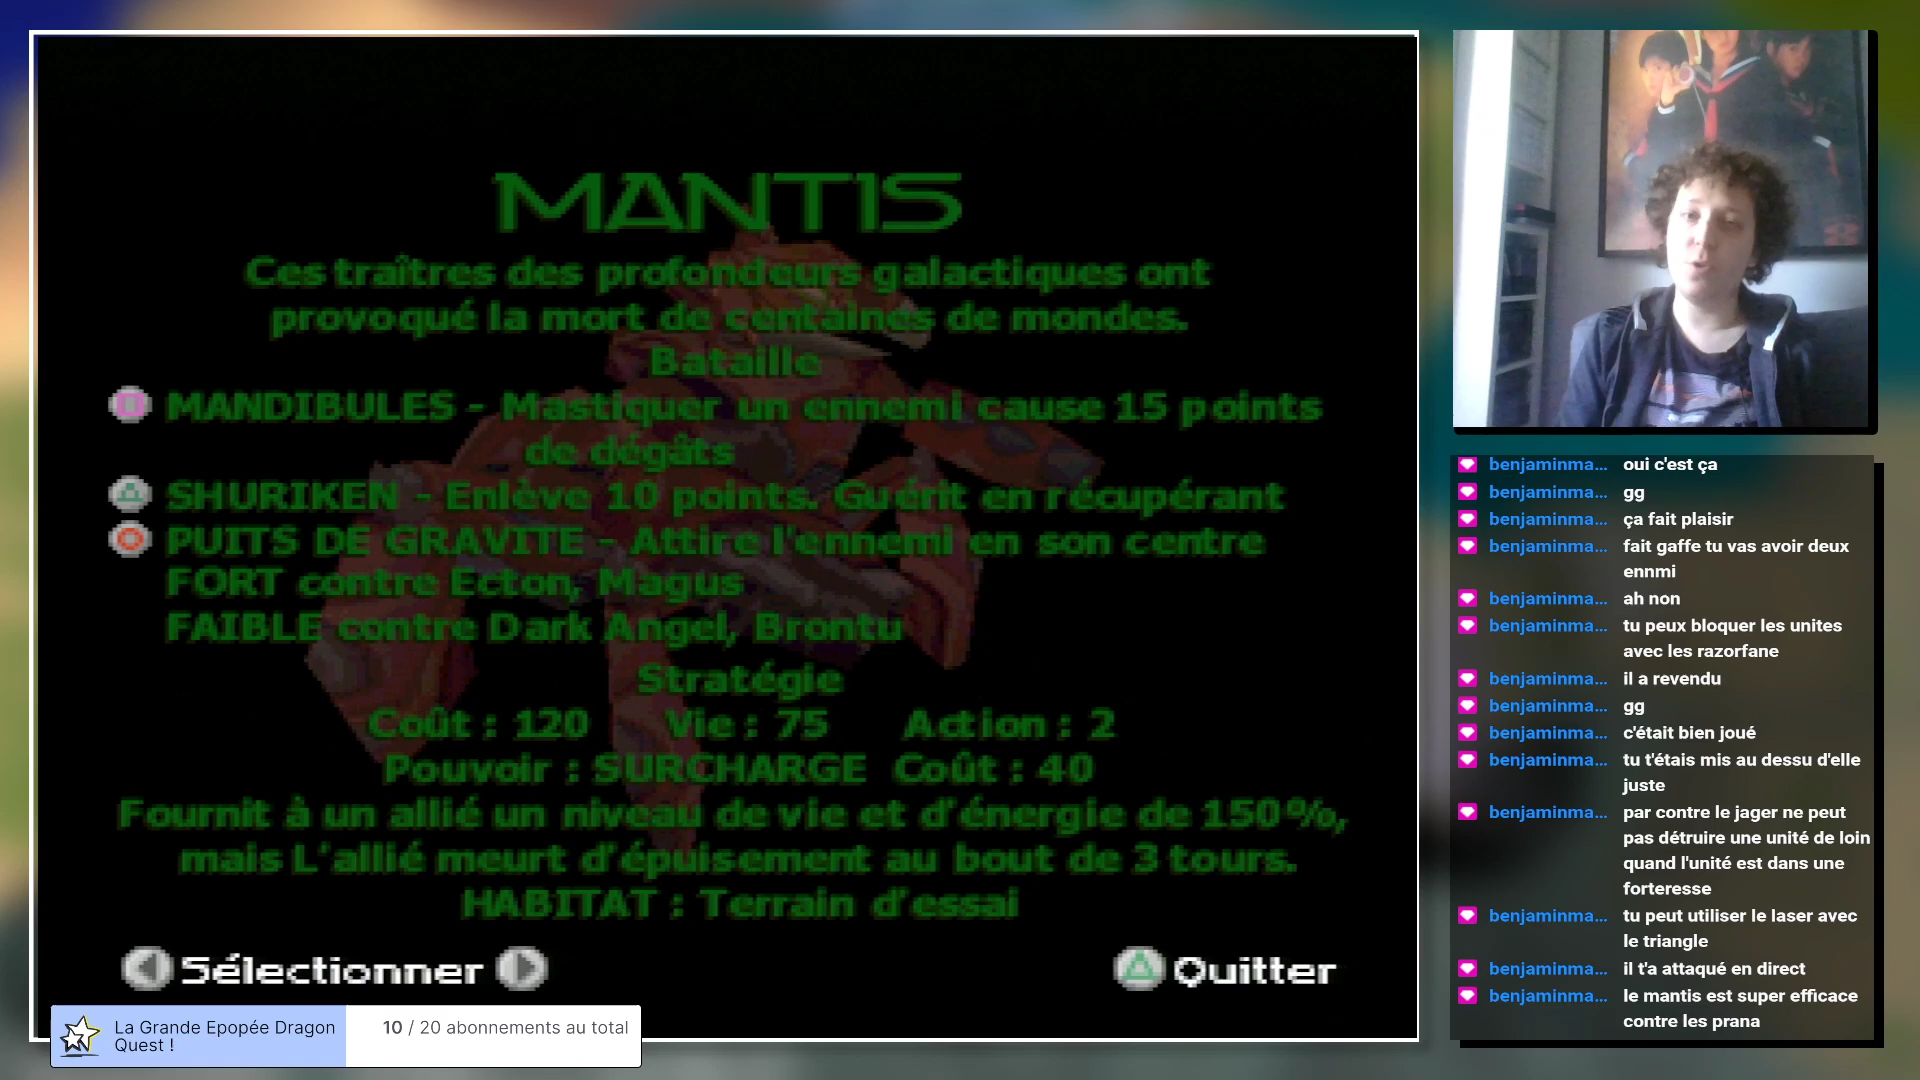 MANTIS
Ces traîtres des profondeurs galactiques ont
provoqué la mort de centaines de mondes.
Bataille
MANDIBULES - Mastiquer un ennemi cause 15 points
de dégâts
SHURIKEN - Enlève 10 points. Guérit en récupérant
PUITS DE GRAVITE - Attire l'ennemi en son centre
FORT contre Ecton, Magus
FAIBLE contre Dark Angel, Brontu
Stratégie
Coût : 120 Vie : 75 Action : 2
Pouvoir : SURCHARGE Coût : 40
Fournit à un allié un niveau de vie et d'énergie de 150%,
mais L'allié meurt d'épuisement au bout de 3 tours.
HABITAT : Terrain d'essai
Sélectionner
Quitter
La Grande Epopée Dragon
Quest !
10 / 20 abonnements au total
benjaminma... oui c'est ça
benjaminma... gg
benjaminma... ça fait plaisir
benjaminma... fait gaffe tu vas avoir deux
ennmi
benjaminma... ah non
benjaminma... tu peux bloquer les unites
avec les razorfane
benjaminma... il a revendu
benjaminma... gg
benjaminma... c'était bien joué
benjaminma... tu t'étais mis au dessu d'elle
juste
benjaminma... par contre le jager ne peut
pas détruire une unité de loin
quand l'unité est dans une
forteresse
benjaminma... tu peut utiliser le laser avec
le triangle
benjaminma... il t'a attaqué en direct
benjaminma... le mantis est super efficace
contre les prana